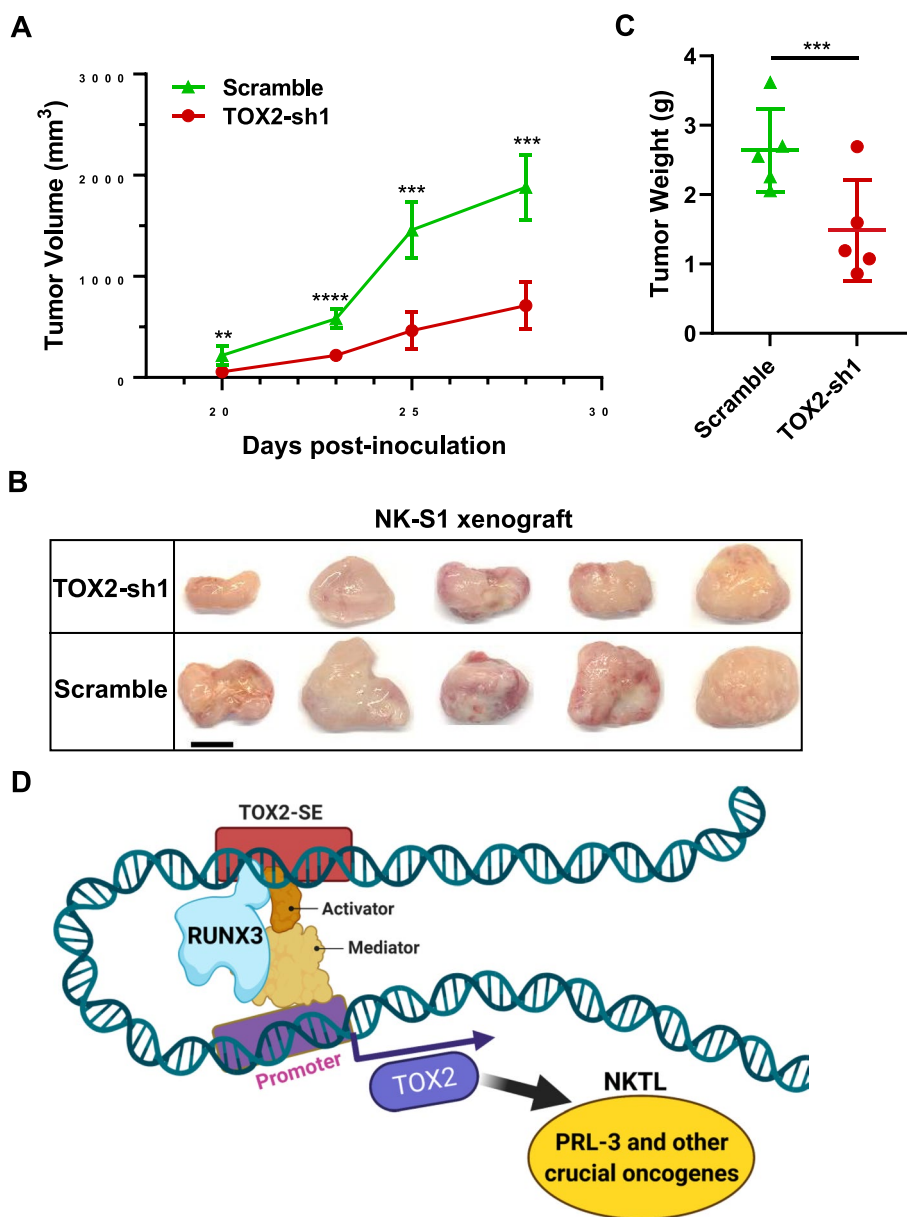 A
Scramble
TOX2-sh1
Tumor Volume (mm³)
3000
2000
1000
0
**
****
***
***
20
25
30
Days post-inoculation
C
***
Tumor Weight (g)
4
3
2
1
0
Scramble
TOX2-sh1
B
NK-S1 xenograft
TOX2-sh1
Scramble
D
TOX2-SE
Activator
RUNX3
Mediator
Promoter
TOX2
NKTL
PRL-3 and other
crucial oncogenes